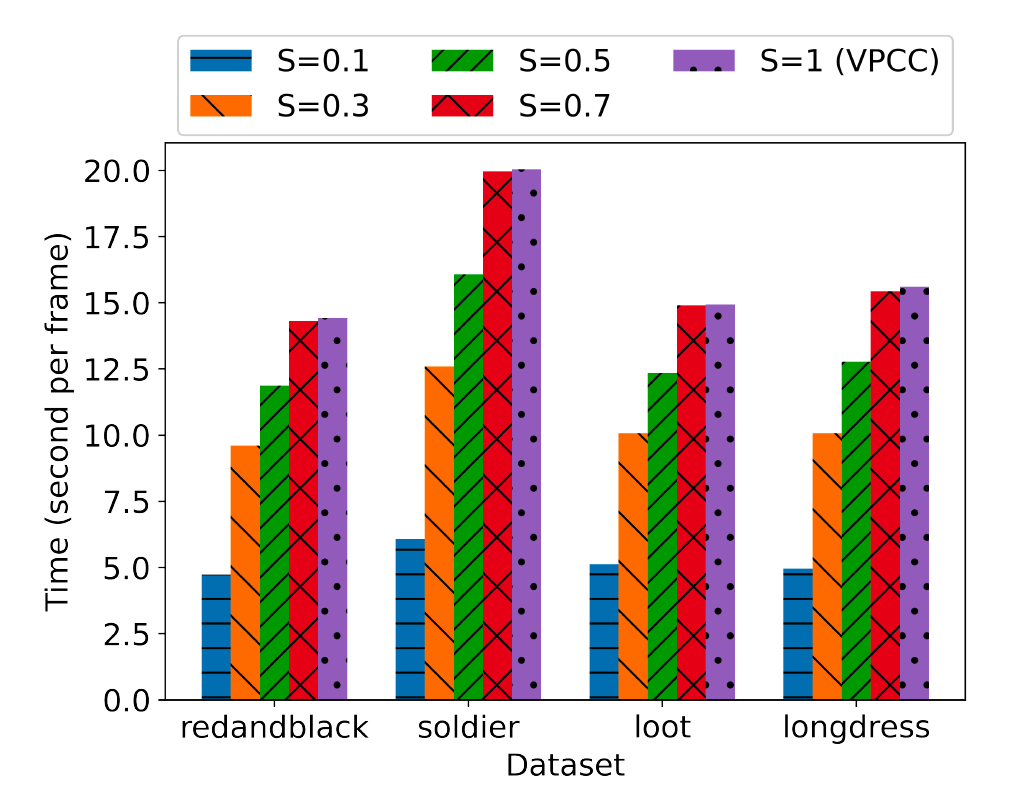 S=0.1 S=0.5 S=1 (VPCC)
S=0.3 S=0.7
Time (second per frame)
20.0
17.5
15.0
12.5
10.0
7.5
5.0
2.5
0.0
redandblack soldier loot longdress
Dataset